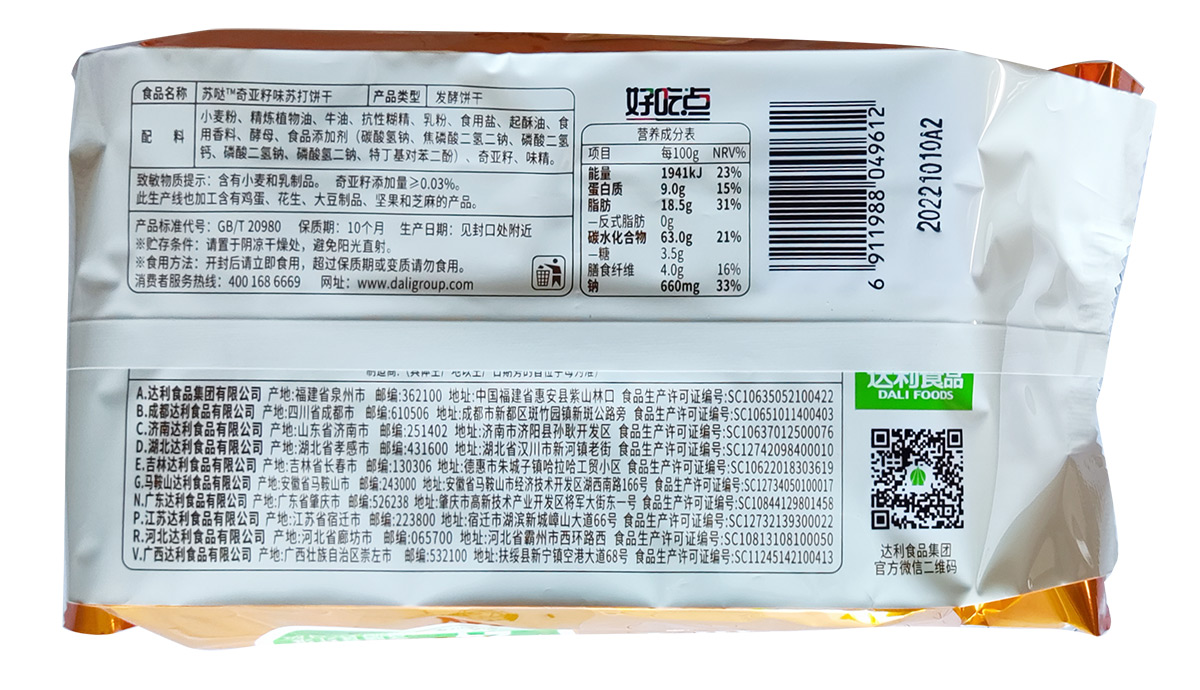 食品名称 苏哒™奇亚籽味苏打饼干 产品类型 发酵饼干
配 料 小麦粉、精炼植物油、牛油、抗性糊精、乳粉、食用盐、起酥油、食
用香料、酵母、食品添加剂（碳酸氢钠、焦磷酸二氢二钠、磷酸二氢
钙、磷酸二氢钠、磷酸氢二钠、特丁基对苯二酚）、奇亚籽、味精。
致敏物质提示：含有小麦和乳制品。 奇亚籽添加量≥0.03%。
此生产线也加工含有鸡蛋、花生、大豆制品、坚果和芝麻的产品。
产品标准代号：GB/T 20980 保质期：10个月 生产日期：见封口处附近
※贮存条件：请置于阴凉干燥处，避免阳光直射。
※食用方法：开封后请立即食用，超过保质期或变质请勿食用。
消费者服务热线：400 168 6669 网址：www.daligroup.com
好吃点
营养成分表
项目 每100g NRV%
能量 1941kJ 23%
蛋白质 9.0g 15%
脂肪 18.5g 31%
—反式脂肪 0g
碳水化合物 63.0g 21%
—糖 3.5g
膳食纤维 4.0g 16%
钠 660mg 33%
6 911988 049612
20221010A2
A.达利食品集团有限公司 产地:福建省泉州市 邮编:362100 地址:中国福建省惠安县紫山林口 食品生产许可证编号:SC10635052100422
B.成都达利食品有限公司 产地:四川省成都市 邮编:610506 地址:成都市新都区斑竹园镇新斑公路旁 食品生产许可证编号:SC10651011400403
C.济南达利食品有限公司 产地:山东省济南市 邮编:251402 地址:济南市济阳县孙耿开发区 食品生产许可证编号:SC10637012500076
D.湖北达利食品有限公司 产地:湖北省孝感市 邮编:431600 地址:湖北省汉川市新河镇老街 食品生产许可证编号:SC12742098400010
E.吉林达利食品有限公司 产地:吉林省长春市 邮编:130306 地址:德惠市朱城子镇哈拉哈工贸小区 食品生产许可证编号:SC10622018303619
G.马鞍山达利食品有限公司 产地:安徽省马鞍山市 邮编:243000 地址:安徽省马鞍山市经济技术开发区湖西南路166号 食品生产许可证编号:SC12734050100017
N.广东达利食品有限公司 产地:广东省肇庆市 邮编:526238 地址:肇庆市高新技术产业开发区将军大街东一号 食品生产许可证编号:SC10844129801458
P.江苏达利食品有限公司 产地:江苏省宿迁市 邮编:223800 地址:宿迁市湖滨新城嶂山大道66号 食品生产许可证编号:SC12732139300022
R.河北达利食品有限公司 产地:河北省廊坊市 邮编:065700 地址:河北省霸州市西环路西 食品生产许可证编号:SC10813108100050
V.广西达利食品有限公司 产地:广西壮族自治区崇左市 邮编:532100 地址:扶绥县新宁镇空港大道68号 食品生产许可证编号:SC11245142100413
达利食品
DALI FOODS
达利食品集团
官方微信二维码